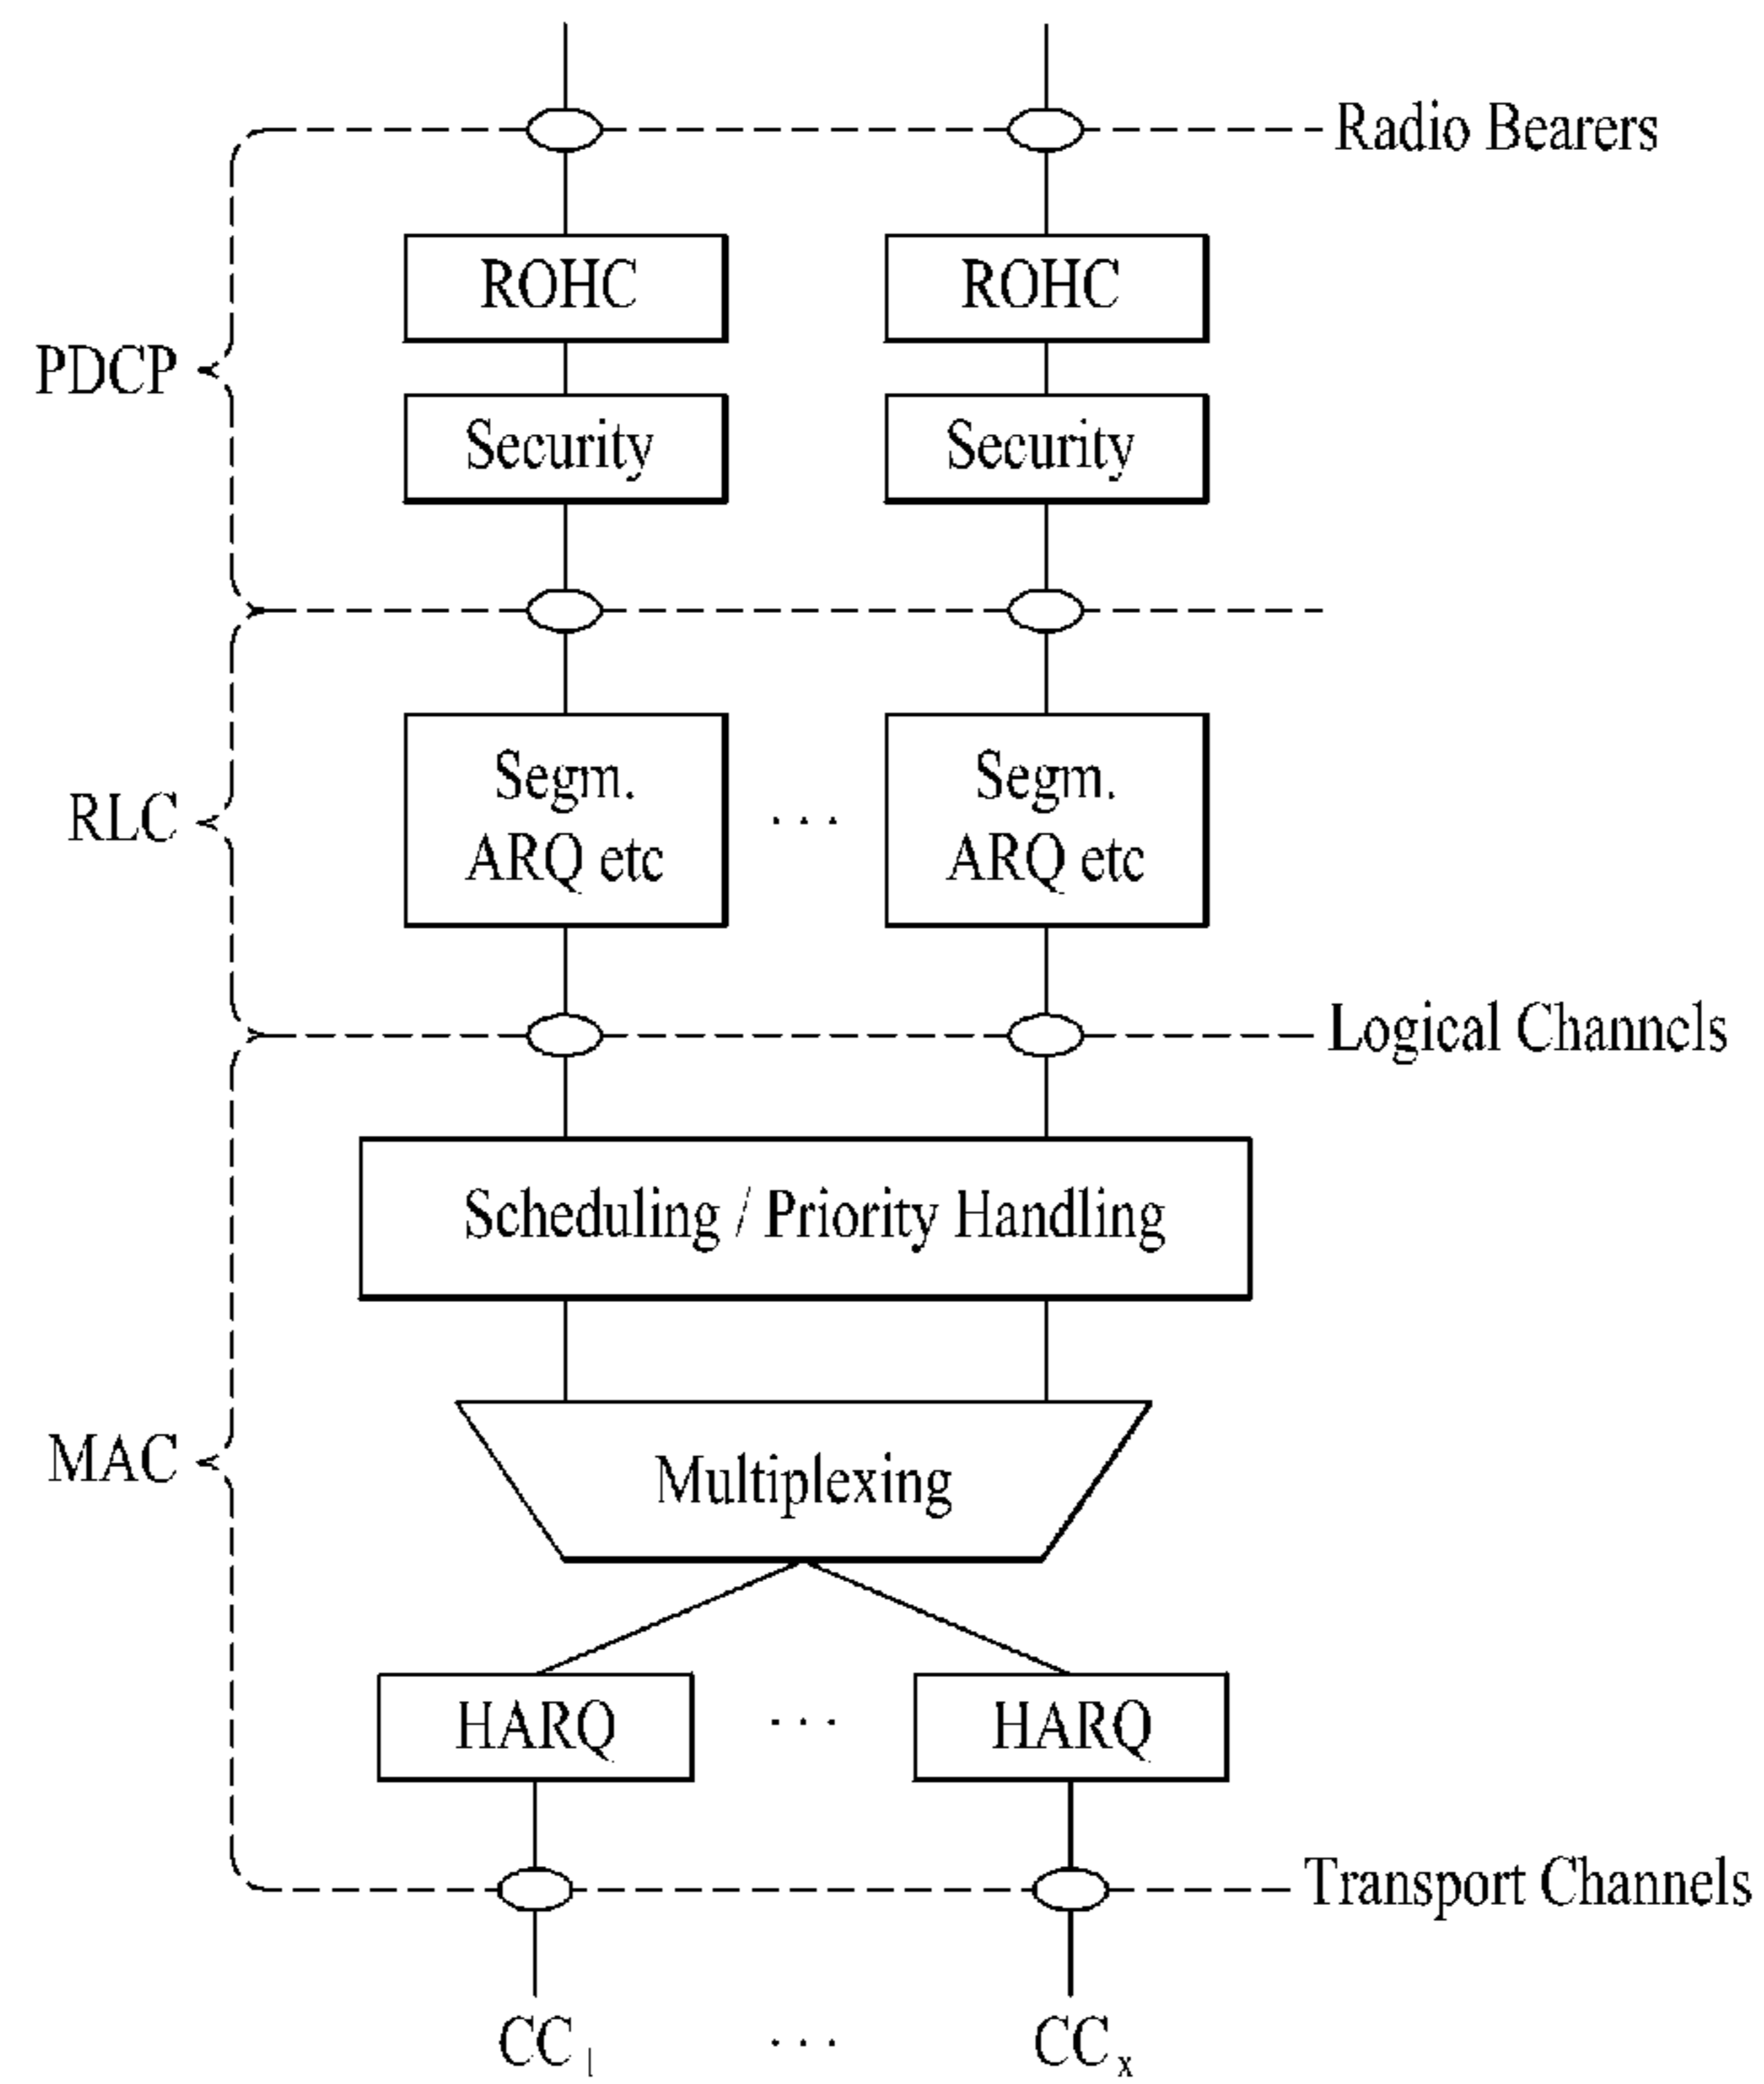 Radio Bearers
ROHC ROHC
PDCP
Security Security
Segm. Segm.
RLC
ARQ etc ... ARQ etc
Logical Channels
Scheduling / Priority Handling
MAC
Multiplexing
HARQ ... HARQ
Transport Channels
CC1 ... CCx